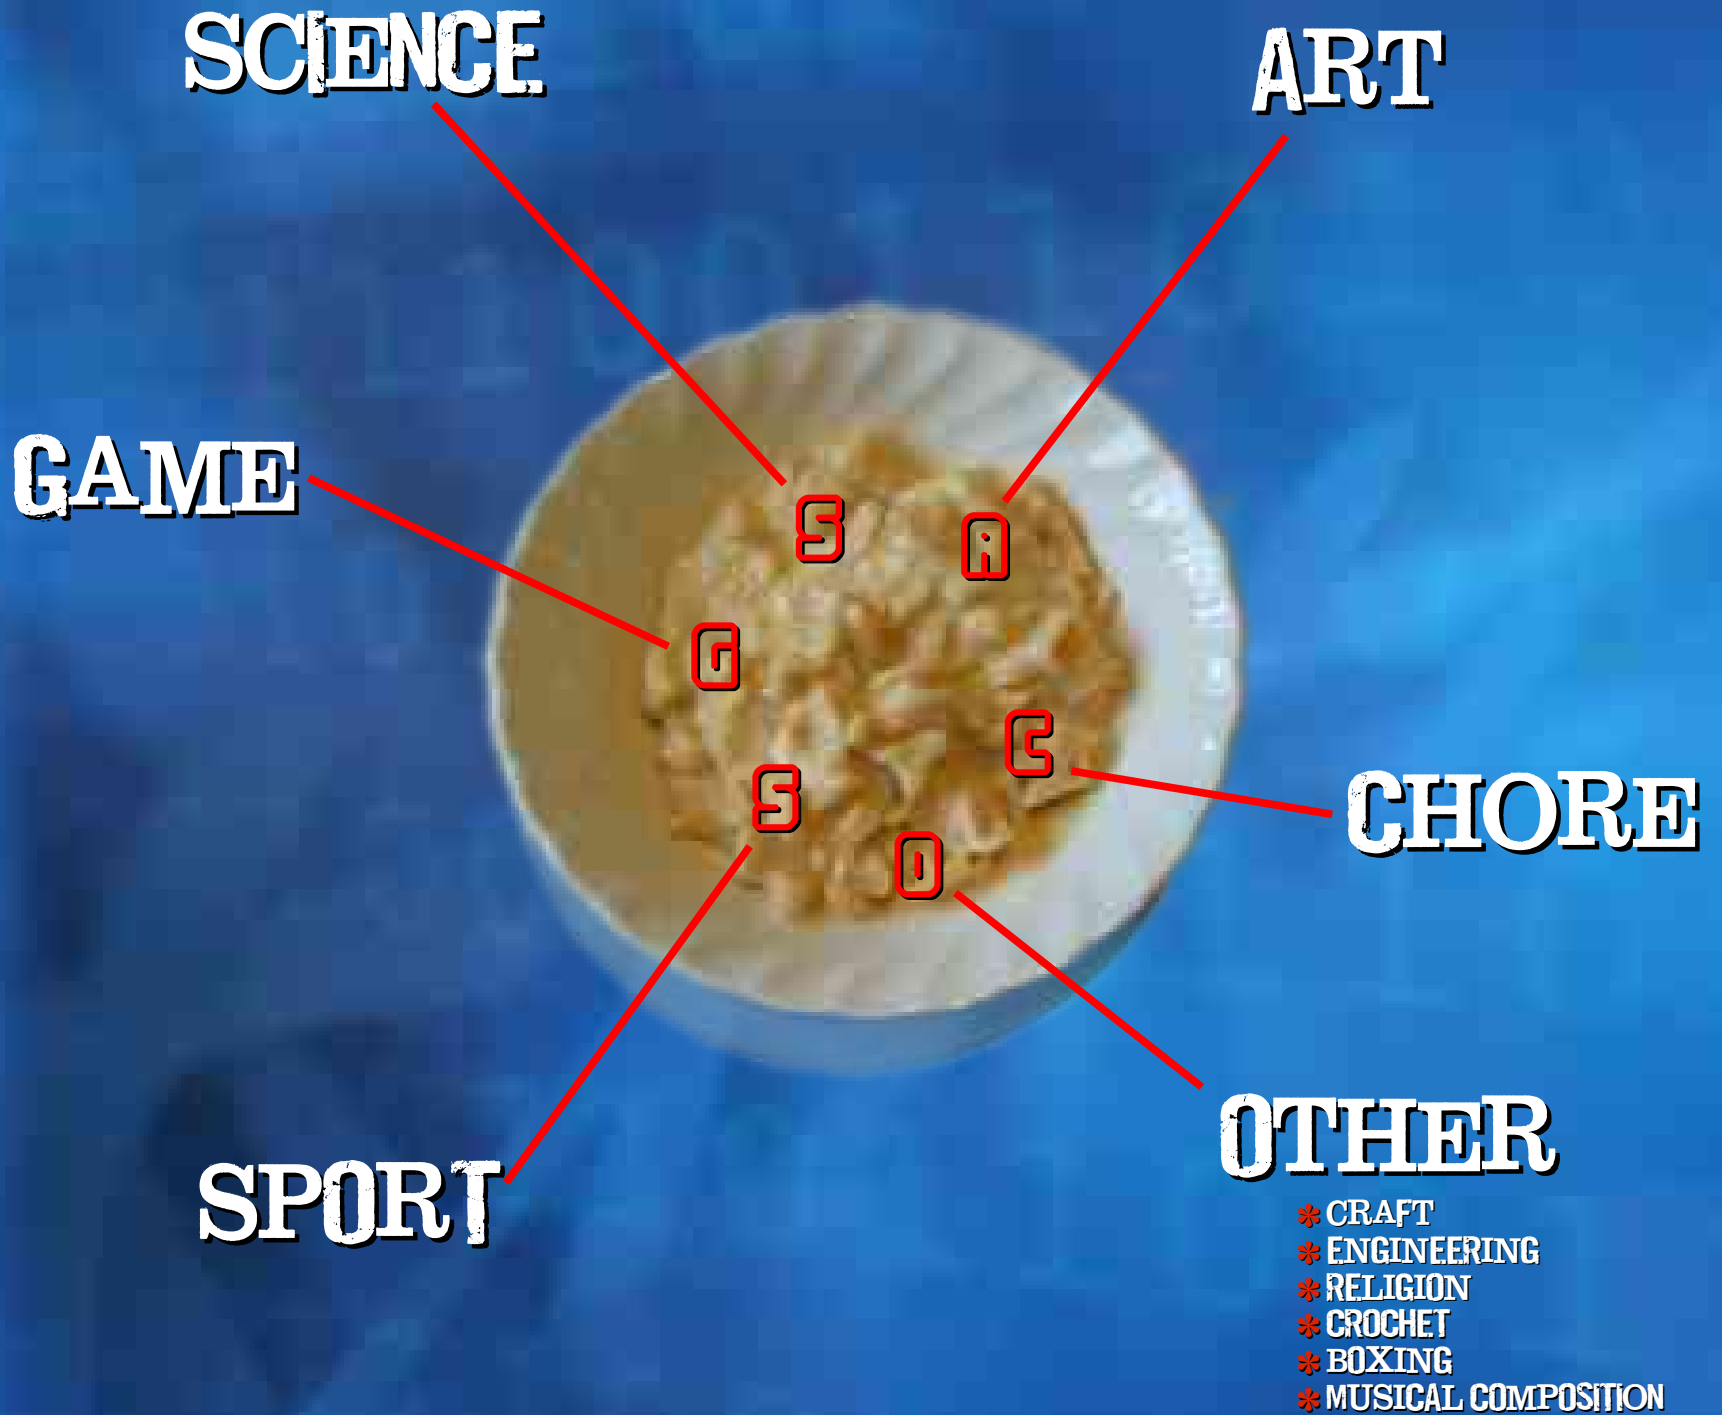 SCIENCE
ART
GAME
S
A
G
C
CHORE
S
O
OTHER
SPORT
* CRAFT
* ENGINEERING
* RELIGION
* CROCHET
* BOXING
* MUSICAL COMPOSITION